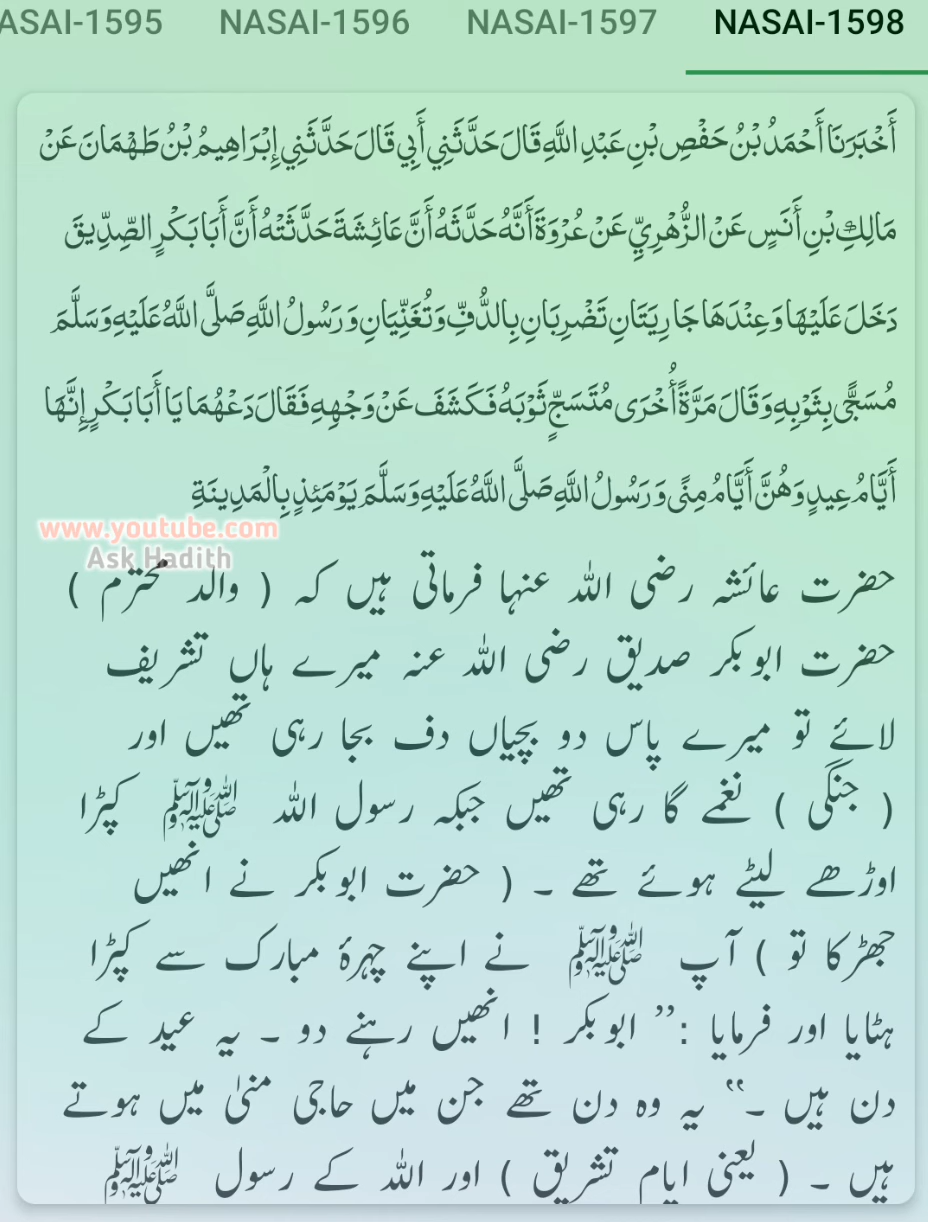 ASAI-1595 NASAI-1596 NASAI-1597 NASAI-1598
أَخْبَرَنَا أَحْمَدُ بْنُ حَفْصِ بْنِ عَبْدِ اللَّهِ قَالَ حَدَّثَنِي أَبِي قَالَ حَدَّثَنِي إِبْرَاهِيمُ بْنُ طَهْمَانَ عَنْ
مَالِكِ بْنِ أَنَسٍ عَنْ الزُّهْرِيِّ عَنْ عُرْوَةَ أَنَّهُ حَدَّثَهُ أَنَّ عَائِشَةَ حَدَّثَتْهُ أَنَّ أَبَا بَكْرٍ الصِّدِّيقَ
دَخَلَ عَلَيْهَا وَعِنْدَهَا جَارِيَتَانِ تَضْرِبَانِ بِالدُّفِّ وَتُغَنِّيَانِ وَرَسُولُ اللَّهِ صَلَّى اللَّهُ عَلَيْهِ وَسَلَّمَ
مُسَجًّى بِثَوْبِهِ وَقَالَ مَرَّةً أُخْرَى مُتَسَجٍّ ثَوْبَهُ فَكَشَفَ عَنْ وَجْهِهِ فَقَالَ دَعْهُمَا يَا أَبَا بَكْرٍ إِنَّهَا
أَيَّامُ عِيدٍ وَهُنَّ أَيَّامُ مِنًى وَرَسُولُ اللَّهِ صَلَّى اللَّهُ عَلَيْهِ وَسَلَّمَ يَوْمَئِذٍ بِالْمَدِينَةِ
www.youtube.com
Ask Hadith
حضرت عائشہ رضی اللہ عنہا فرماتی ہیں کہ ( والد محترم )
حضرت ابوبکر صدیق رضی اللہ عنہ میرے ہاں تشریف
لائے تو میرے پاس دو بچیاں دف بجا رہی تھیں اور
( جنگی ) نغمے گا رہی تھیں جبکہ رسول اللہ ﷺ کپڑا
اوڑھے لیٹے ہوئے تھے ۔ ( حضرت ابوبکر نے انھیں
جھڑکا تو ) آپ ﷺ نے اپنے چہرۂ مبارک سے کپڑا
ہٹایا اور فرمایا :’’ ابوبکر ! انھیں رہنے دو ۔ یہ عید کے
دن ہیں ۔‘‘ یہ وہ دن تھے جن میں حاجی منیٰ میں ہوتے
ہیں ۔ ( یعنی ایام تشریق ) اور اللہ کے رسول ﷺ